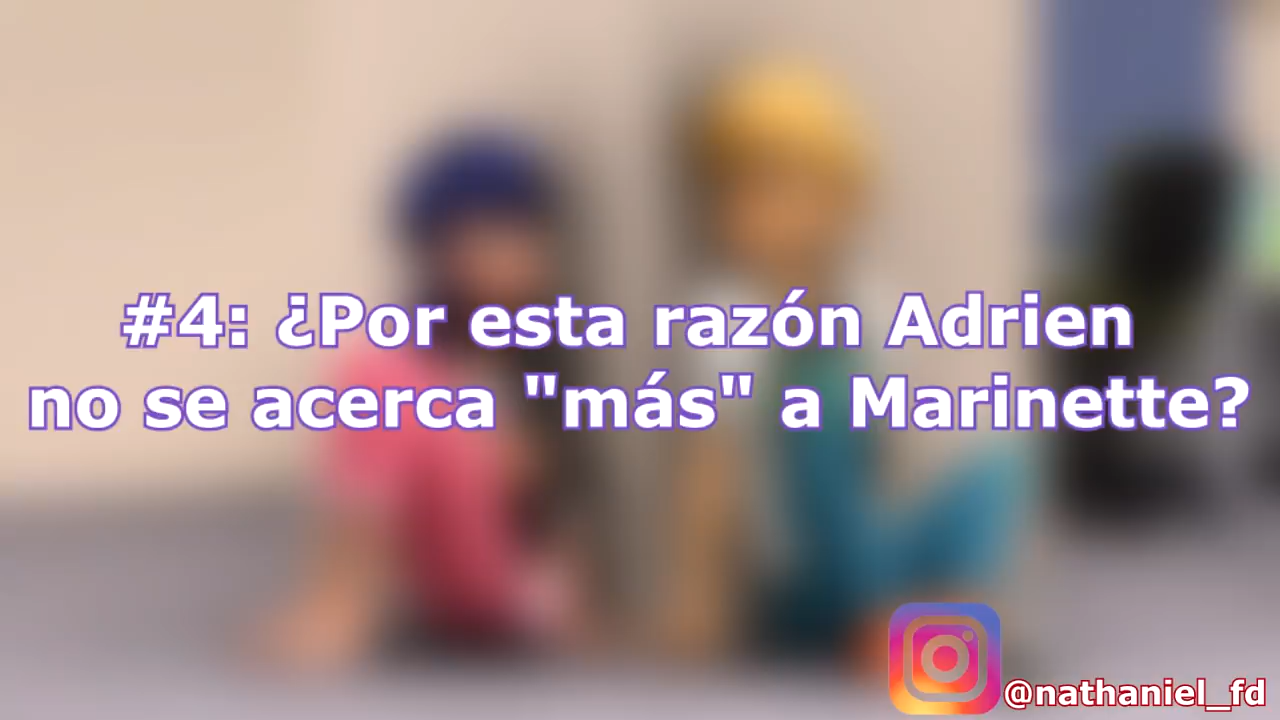 #4: ¿Por esta razón Adrien
no se acerca "más" a Marinette?
@nathaniel_fd